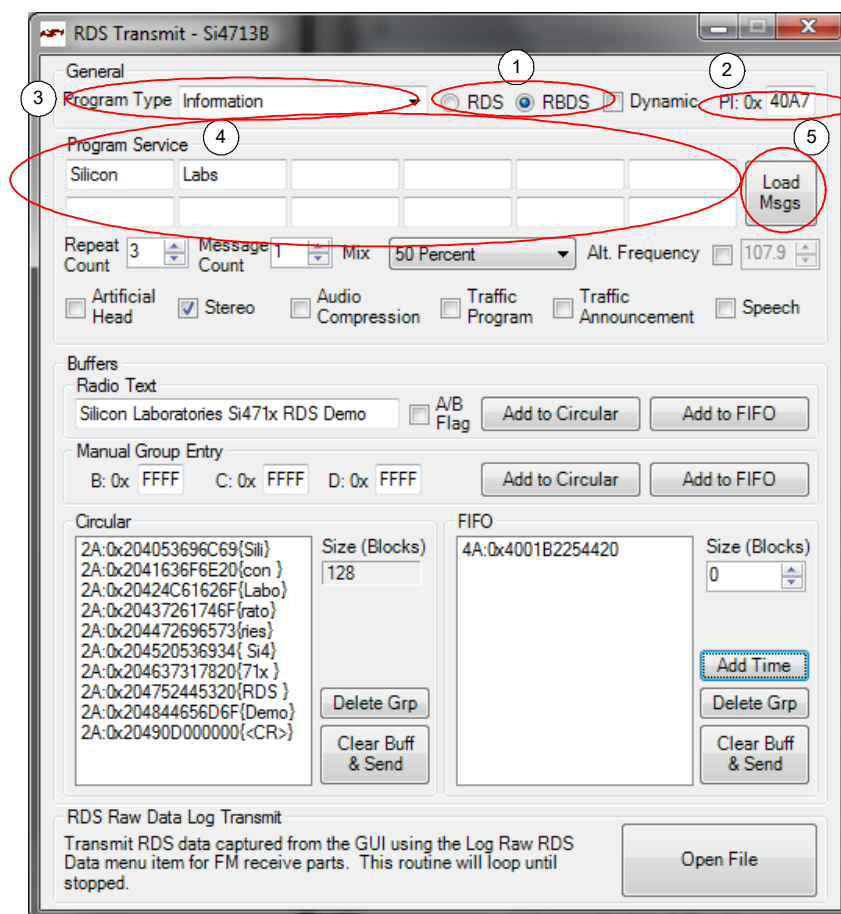 RDS Transmit - Si4713B
General
1
2
3
Program Type Information RDS RBDS Dynamic PI: 0x 40A7
Program Service 4 5
Silicon Labs
Load Msgs
Repeat Count 3 Message Count 1 Mix 50 Percent Alt. Frequency 107.9
Artificial Head Stereo Audio Compression Traffic Program Traffic Announcement Speech
Buffers
Radio Text
Silicon Laboratories Si471x RDS Demo A/B Flag Add to Circular Add to FIFO
Manual Group Entry
B: 0x FFFF C: 0x FFFF D: 0x FFFF Add to Circular Add to FIFO
Circular
2A:0x204053696C69{Sili}
2A:0x2041636F6E20{con }
2A:0x20424C61626F{Labo}
2A:0x20437261746F{rato}
2A:0x204472696573{ries}
2A:0x204520536934{ Si4}
2A:0x204637317820{71x }
2A:0x204752445320{RDS }
2A:0x204844656D6F{Demo}
2A:0x20490D000000{<CR>}
Size (Blocks)
128
Delete Grp
Clear Buff & Send
FIFO
4A:0x4001B2254420
Size (Blocks)
0
Add Time
Delete Grp
Clear Buff & Send
RDS Raw Data Log Transmit
Transmit RDS data captured from the GUI using the Log Raw RDS
Data menu item for FM receive parts. This routine will loop until
stopped.
Open File